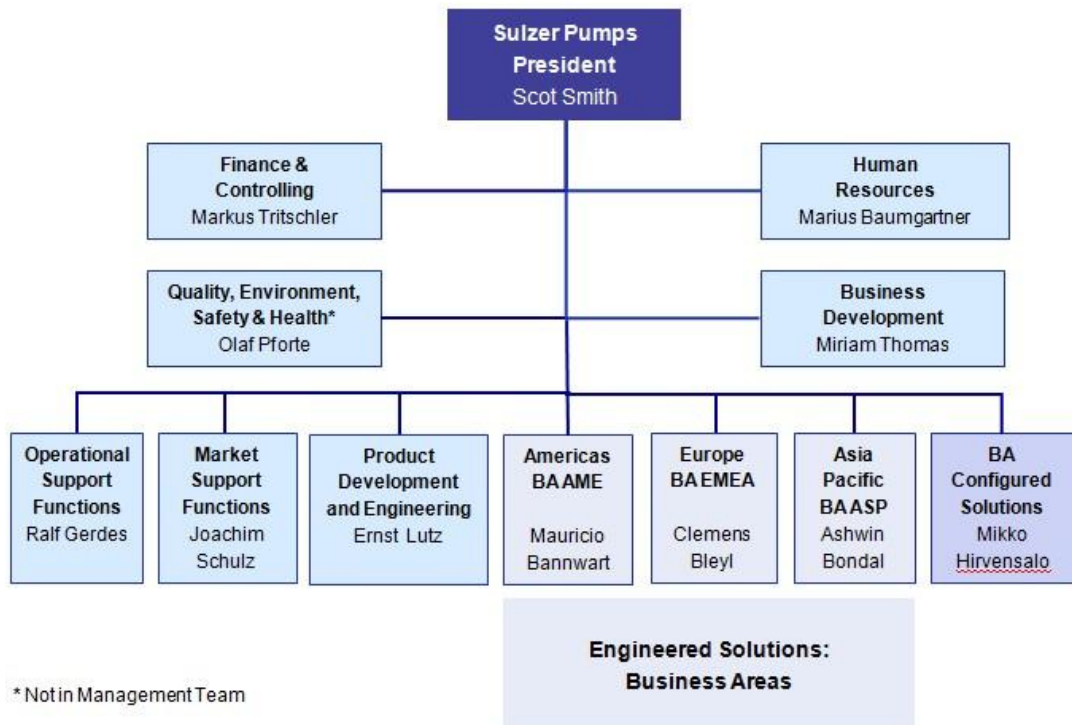 Sulzer Pumps
President
Scot Smith
Finance &
Controlling
Markus Tritschler
Human
Resources
Marius Baumgartner
Quality, Environment,
Safety & Health*
Olaf Pforte
Business
Development
Miriam Thomas
Operational
Support
Functions
Ralf Gerdes
Market
Support
Functions
Joachim
Schulz
Product
Development
and Engineering
Ernst Lutz
Americas
BA AME
Mauricio
Bannwart
Europe
BA EMEA
Clemens
Bleyl
Asia
Pacific
BA ASP
Ashwin
Bondal
BA
Configured
Solutions
Mikko
Hirvensalo
Engineered Solutions:
Business Areas
* Not in Management Team